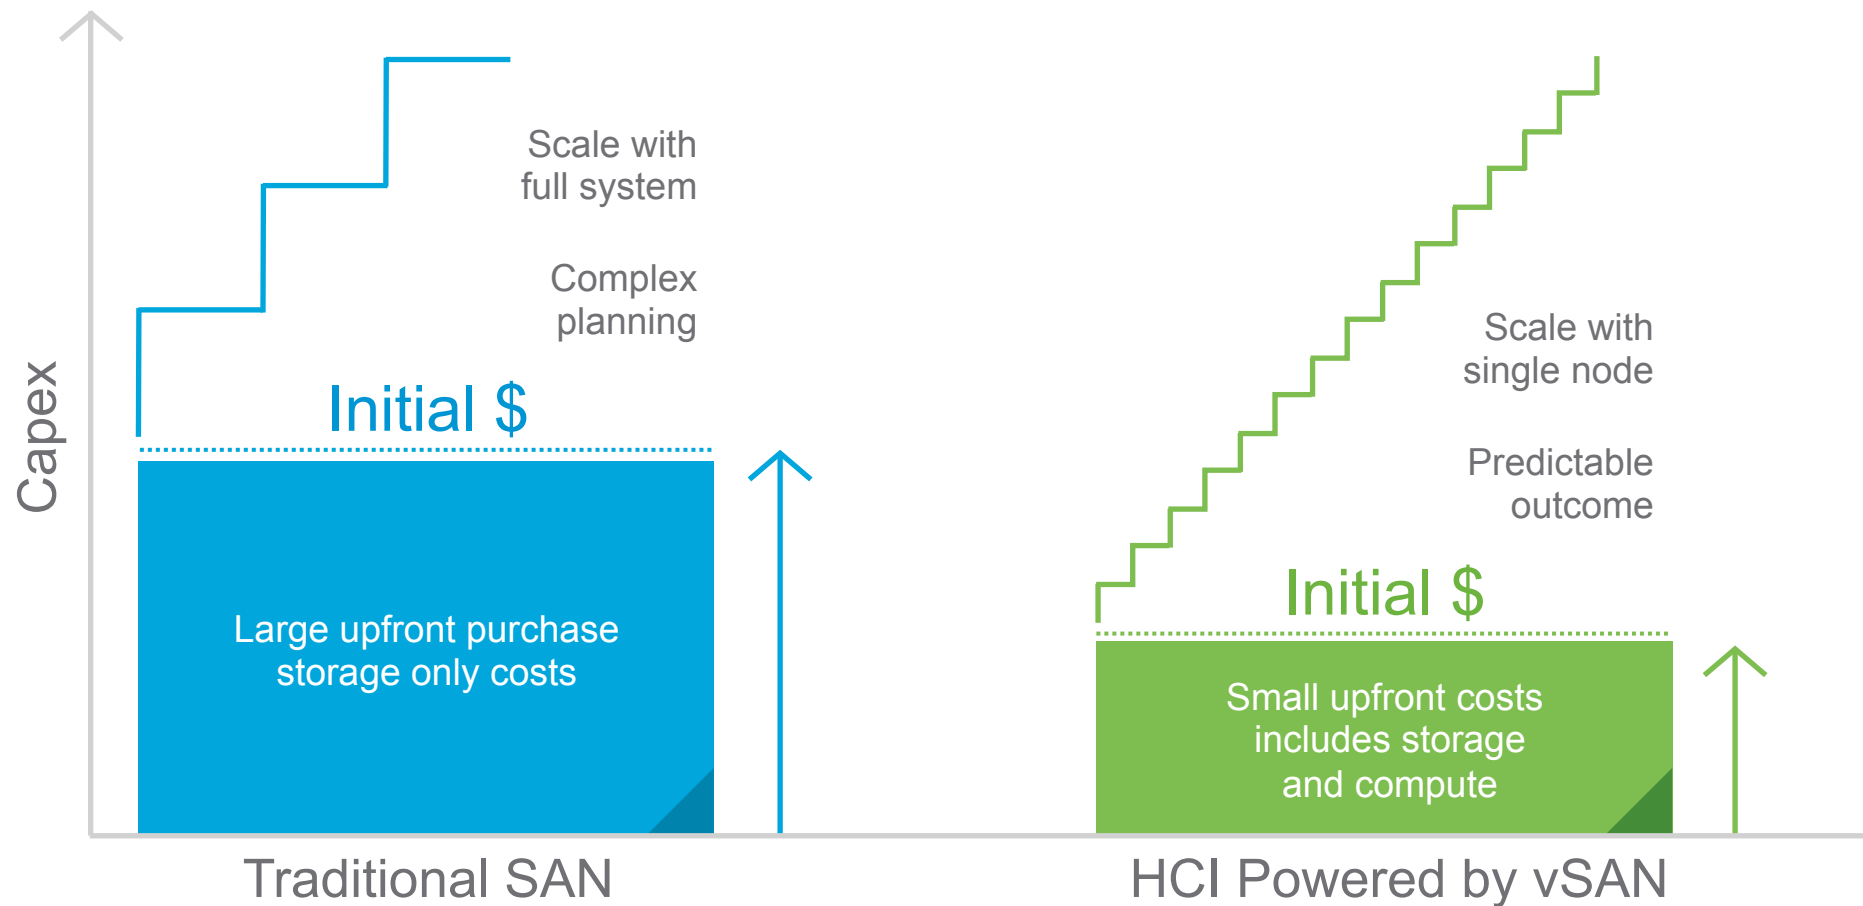 Capex
Scale with
full system
Complex
planning
Initial $
Large upfront purchase
storage only costs
Traditional SAN
Scale with
single node
Predictable
outcome
Initial $
Small upfront costs
includes storage
and compute
HCI Powered by vSAN